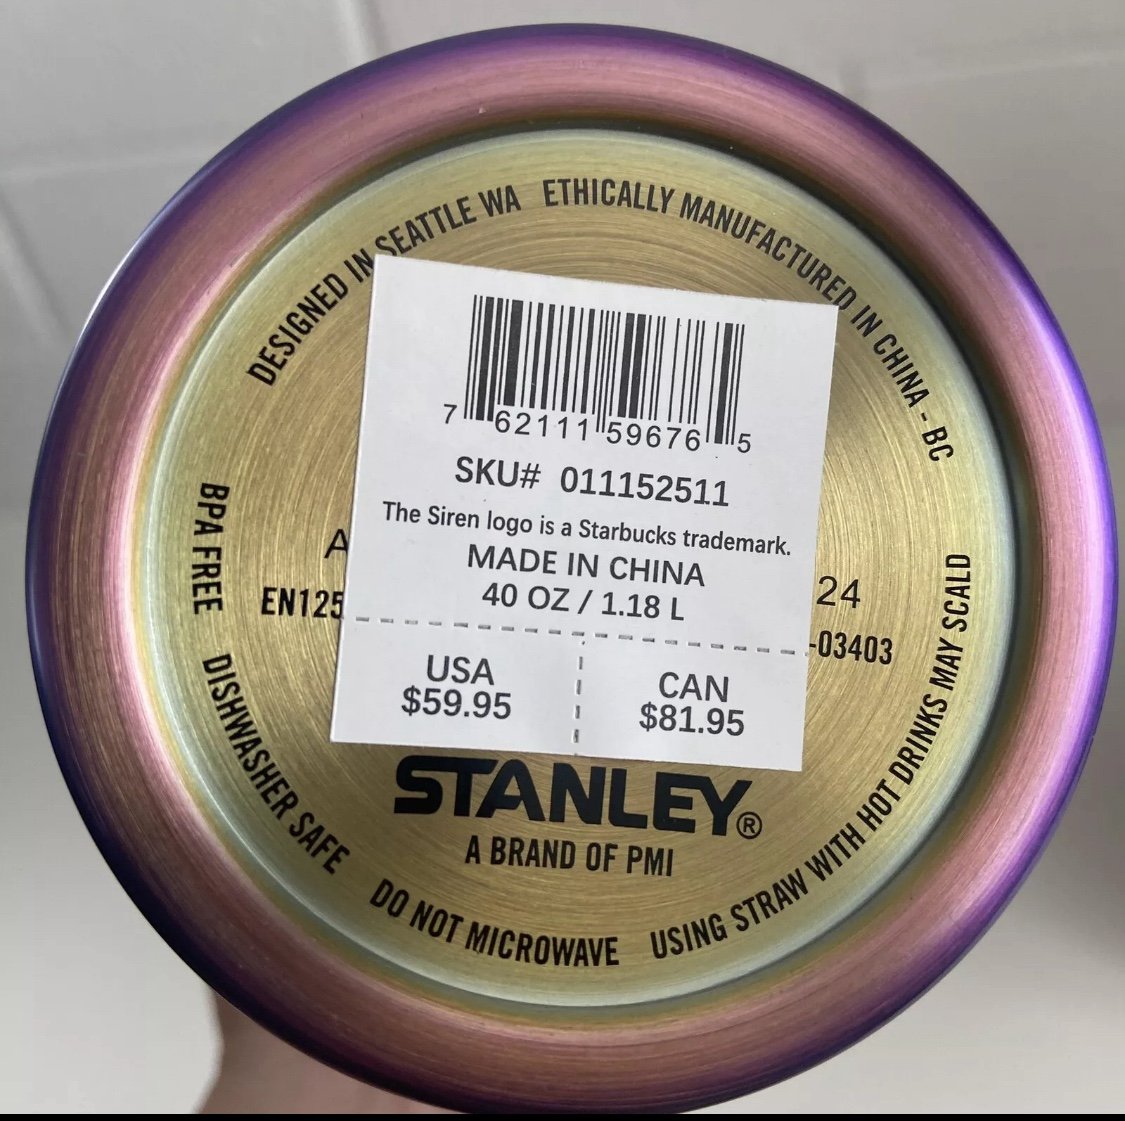 DESIGNED IN SEATTLE WA
ETHICALLY MANUFACTURED IN CHINA - BC
7 62111 59676 5
SKU# 011152511
The Siren logo is a Starbucks trademark.
MADE IN CHINA
40 OZ / 1.18 L
USA
$59.95
CAN
$81.95
A
24
EN125
-03403
STANLEY®
A BRAND OF PMI
BPA FREE
DISHWASHER SAFE
DO NOT MICROWAVE
USING STRAW WITH HOT DRINKS MAY SCALD